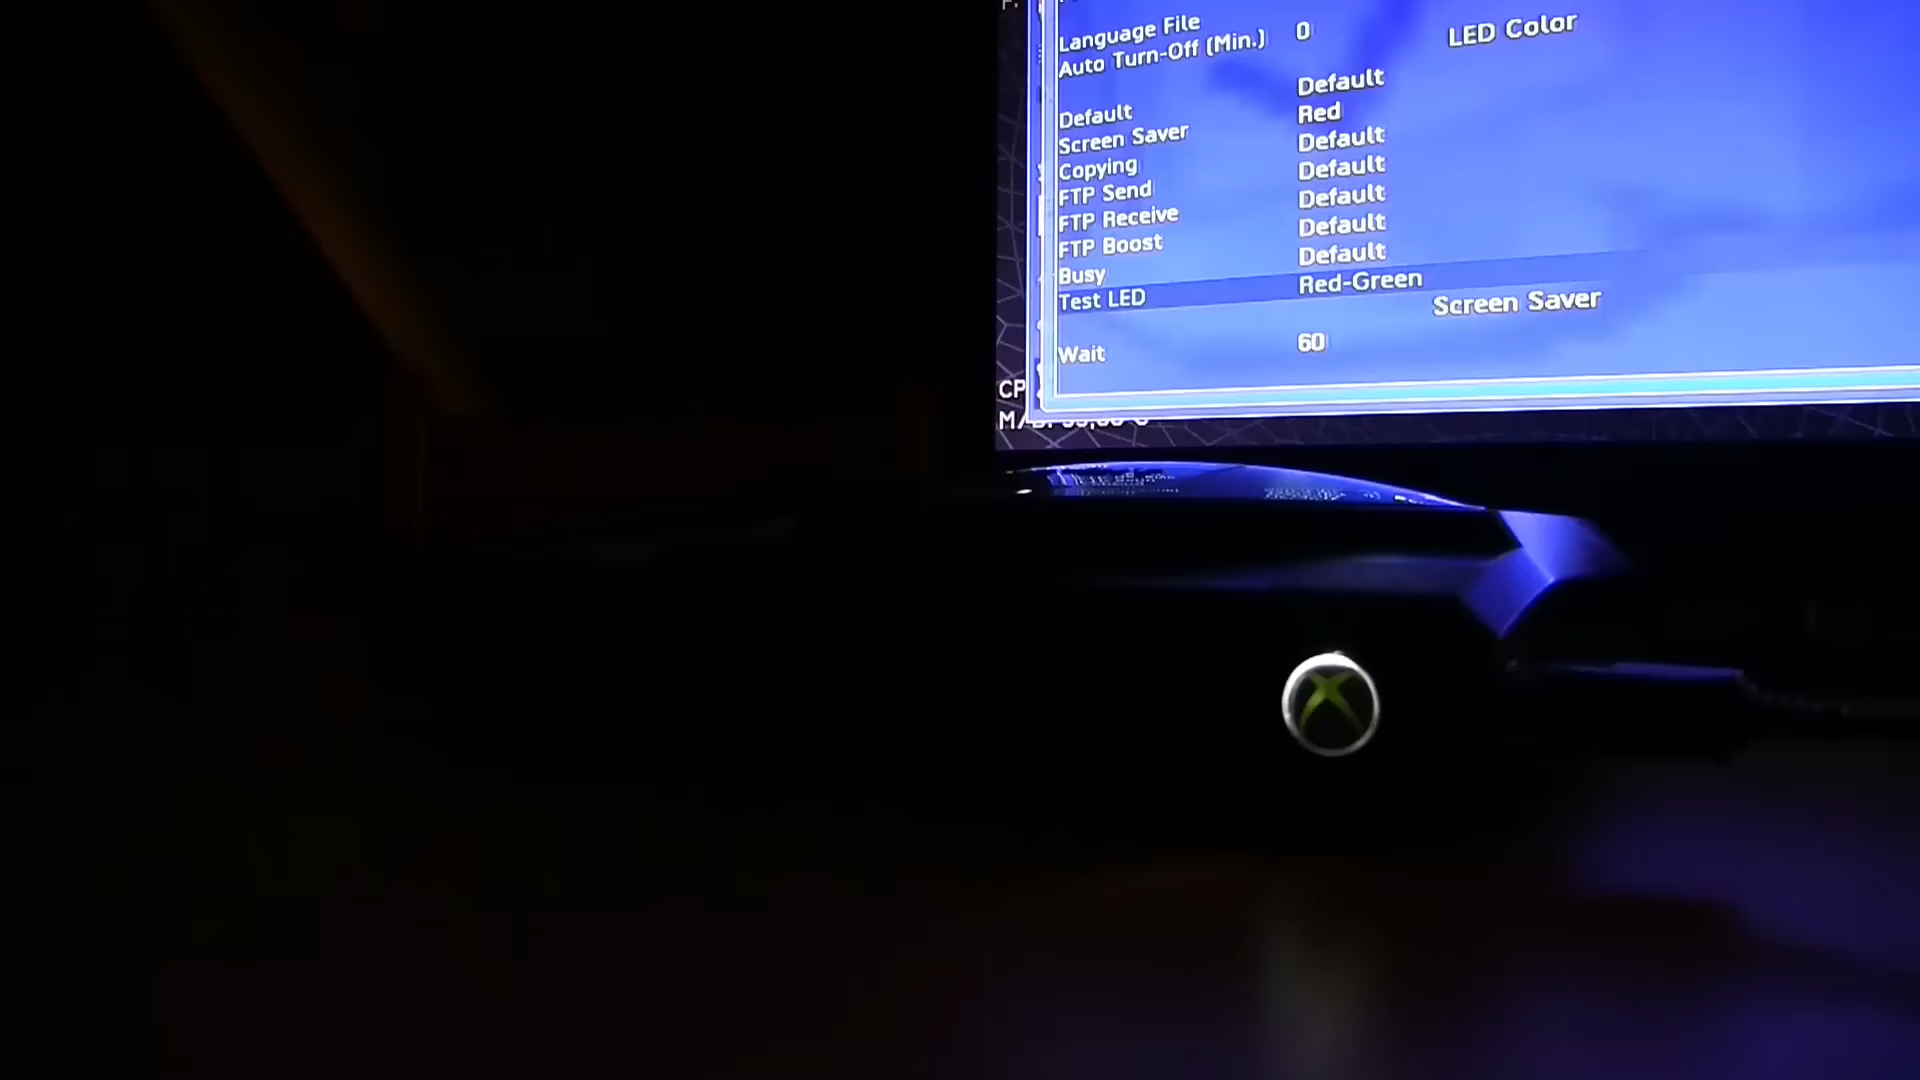 Language File
Auto Turn-Off (Min.) 0
LED Color
Default Default
Screen Saver Red
Copying Default
FTP Send Default
FTP Receive Default
FTP Boost Default
Busy Default
Test LED Red-Green
Screen Saver
Wait 60
CP